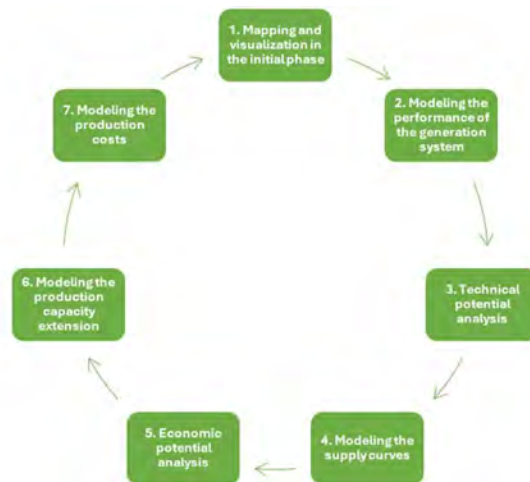 1. Mapping and
visualization in
the initial phase
2. Modeling the
performance of
the generation
system
3. Technical
potential
analysis
4. Modeling the
supply curves
5. Economic
potential
analysis
6. Modeling the
production
capacity
extension
7. Modeling the
production
costs